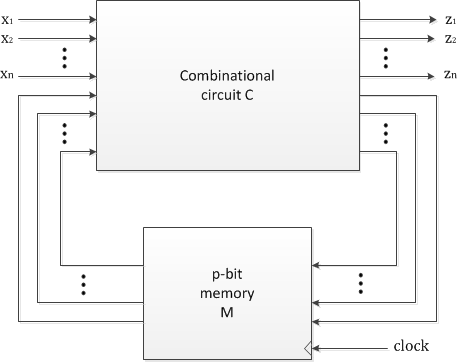 x₁
z₁
x₂
z₂
xₙ
zₙ
Combinational
circuit C
p-bit
memory
M
clock